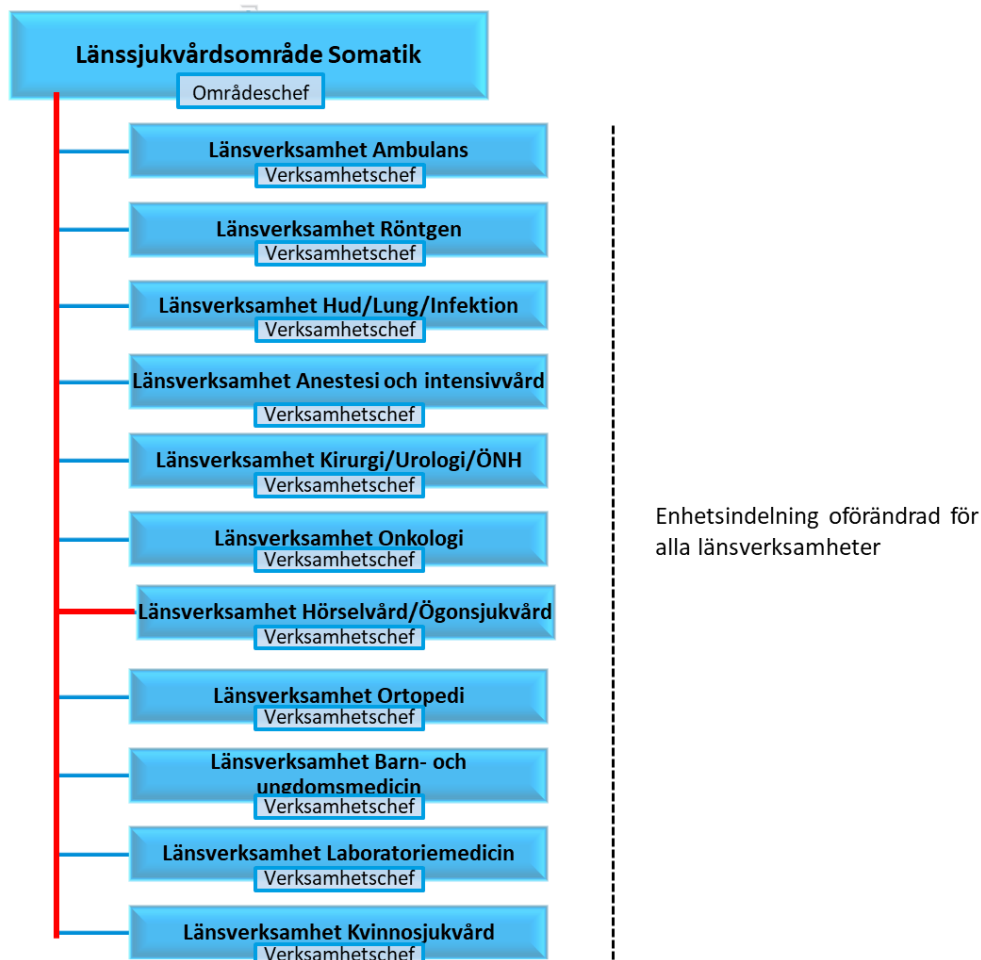 Länssjukvårdsområde Somatik
Områdeschef
Länsverksamhet Ambulans
Verksamhetschef
Länsverksamhet Röntgen
Verksamhetschef
Länsverksamhet Hud/Lung/Infektion
Verksamhetschef
Länsverksamhet Anestesi och intensivvård
Verksamhetschef
Länsverksamhet Kirurgi/Urologi/ÖNH
Verksamhetschef
Länsverksamhet Onkologi
Verksamhetschef
Länsverksamhet Hörselvård/Ögonsjukvård
Verksamhetschef
Länsverksamhet Ortopedi
Verksamhetschef
Länsverksamhet Barn- och
ungdomsmedicin
Verksamhetschef
Länsverksamhet Laboratoriemedicin
Verksamhetschef
Länsverksamhet Kvinnosjukvård
Verksamhetschef
Enhetsindelning oförändrad för
alla länsverksamheter